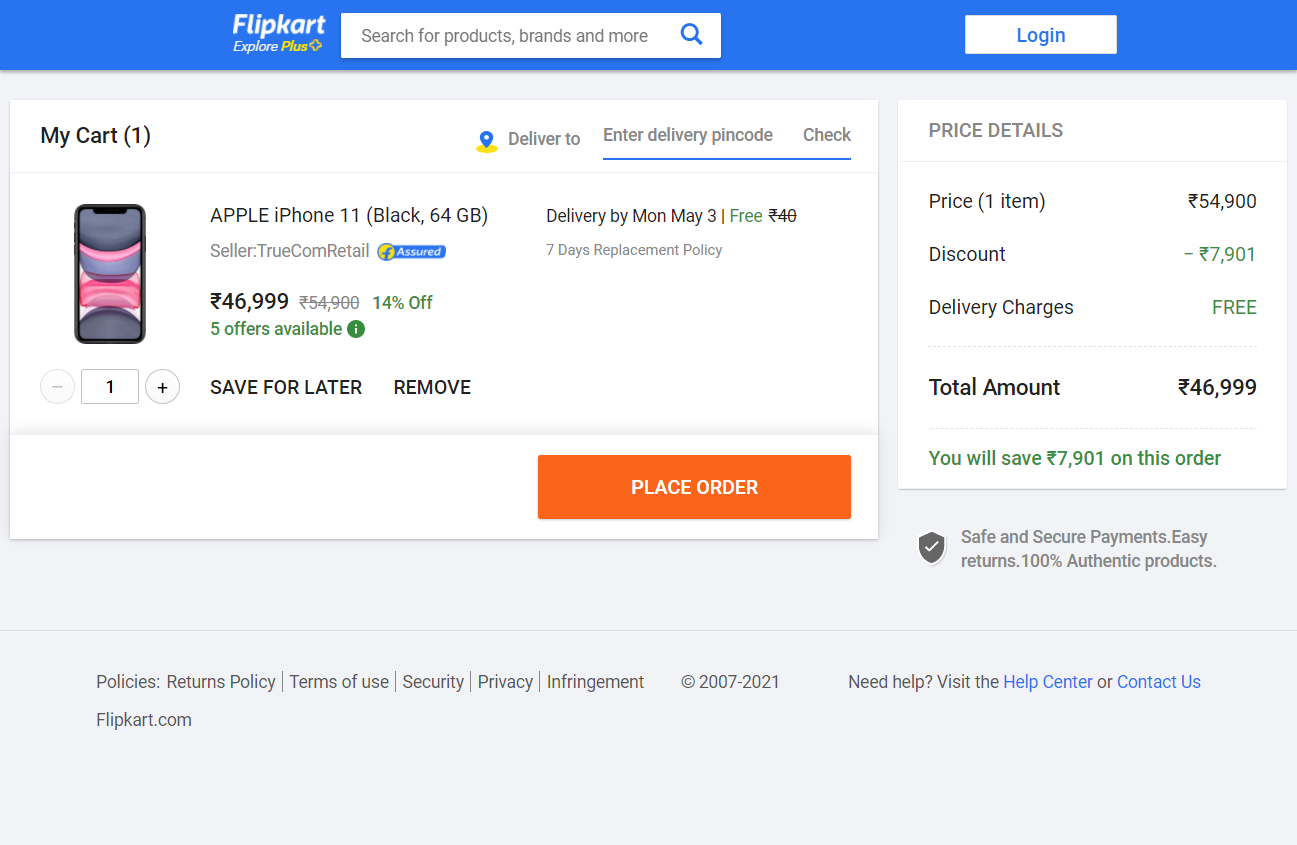 Flipkart
Explore Plus
Search for products, brands and more
Login
My Cart (1)
Deliver to
Enter delivery pincode
Check
APPLE iPhone 11 (Black, 64 GB)
Seller:TrueComRetail
f Assured
₹46,999 ₹54,900 14% Off
5 offers available i
Delivery by Mon May 3 | Free ₹40
7 Days Replacement Policy
− 1 +
SAVE FOR LATER
REMOVE
PLACE ORDER
PRICE DETAILS
Price (1 item) ₹54,900
Discount − ₹7,901
Delivery Charges FREE
Total Amount ₹46,999
You will save ₹7,901 on this order
Safe and Secure Payments.Easy
returns.100% Authentic products.
Policies: Returns Policy | Terms of use | Security | Privacy | Infringement © 2007-2021
Flipkart.com
Need help? Visit the Help Center or Contact Us